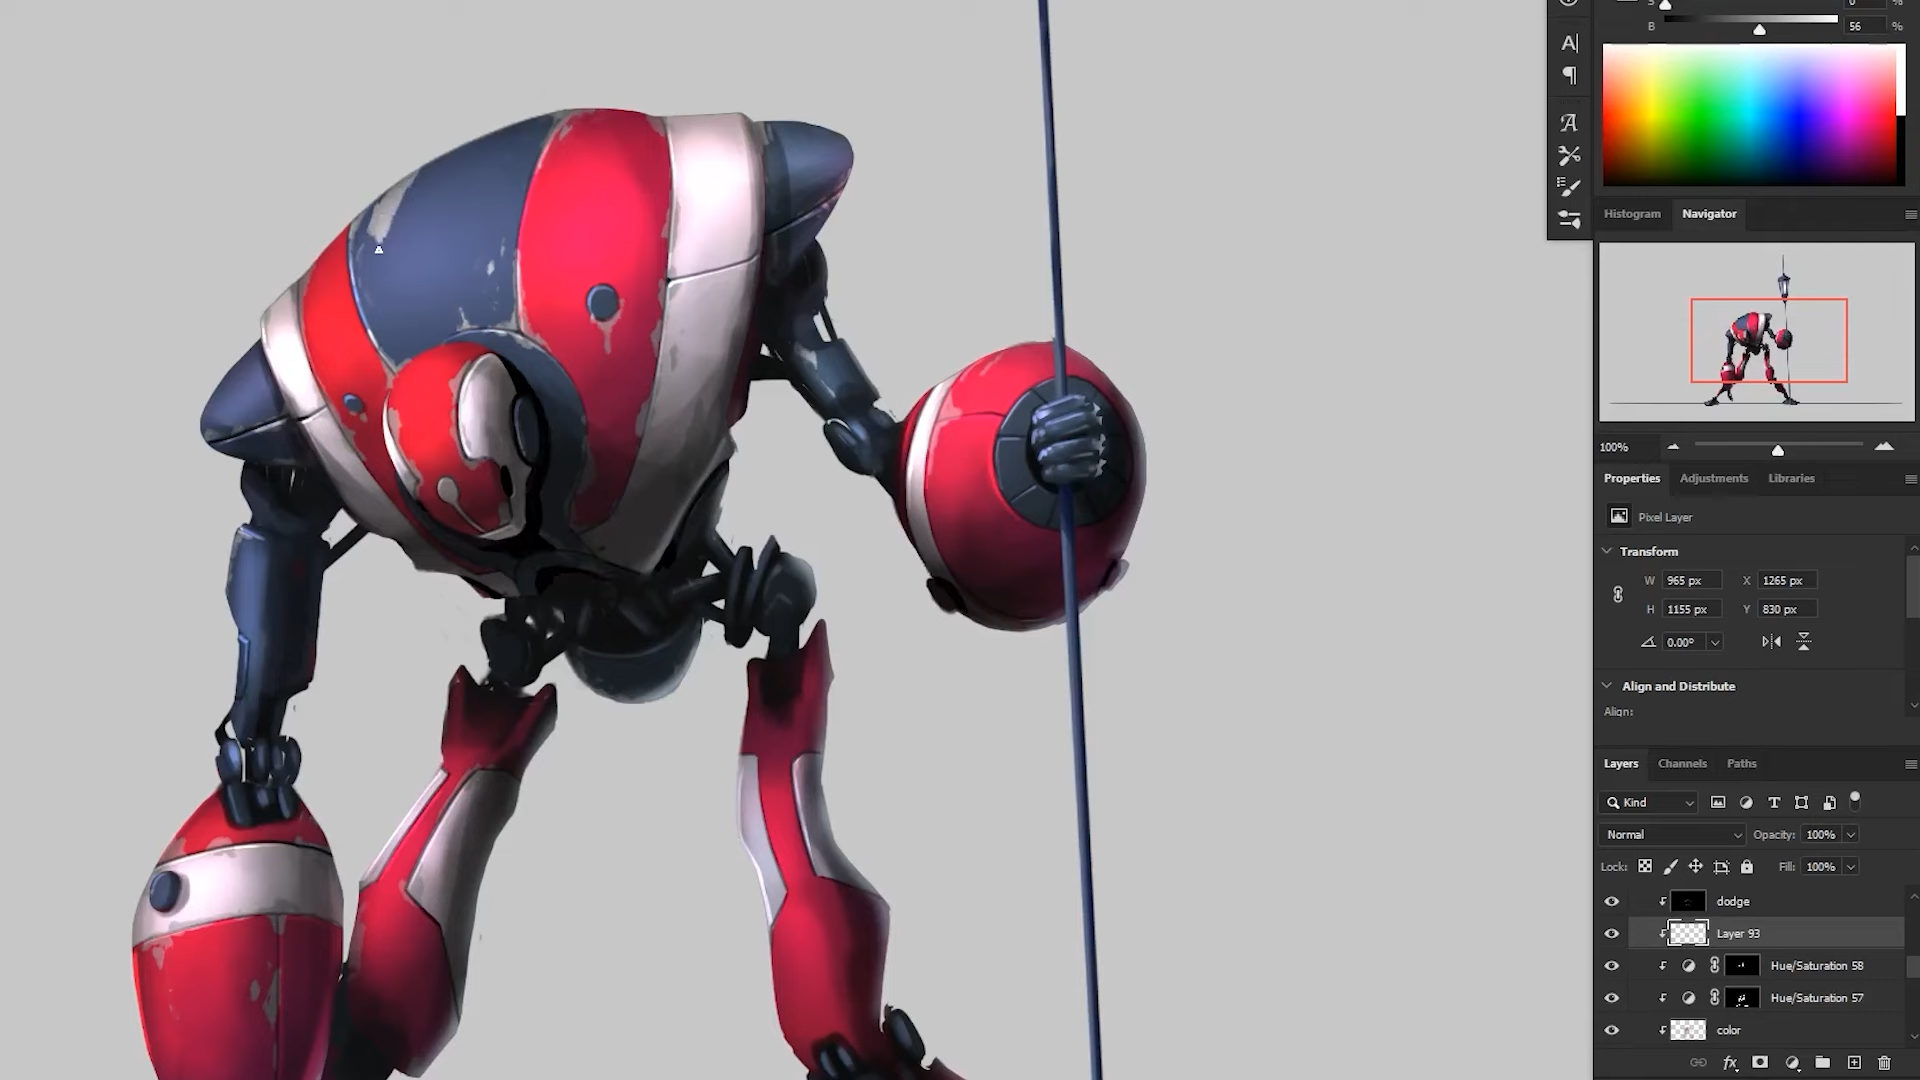 S 0 %
B 56 %
Histogram Navigator
100%
Properties Adjustments Libraries
Pixel Layer
Transform
W 965 px X 1265 px
H 1155 px Y 830 px
0.00°
Align and Distribute
Align:
Layers Channels Paths
Kind
Normal Opacity: 100%
Lock: Fill: 100%
dodge
Layer 93
Hue/Saturation 58
Hue/Saturation 57
color
fx